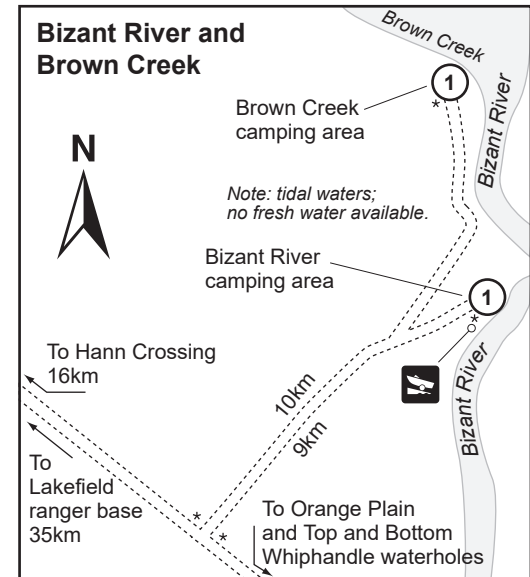 Bizant River and
Brown Creek
Brown Creek
1
Brown Creek
camping area
*
Bizant River
N
Note: tidal waters;
no fresh water available.
Bizant River
camping area
1
*
To Hann Crossing
16km
10km
9km
Bizant River
To
Lakefield
ranger base
35km
*
*
To Orange Plain
and Top and Bottom
Whiphandle waterholes